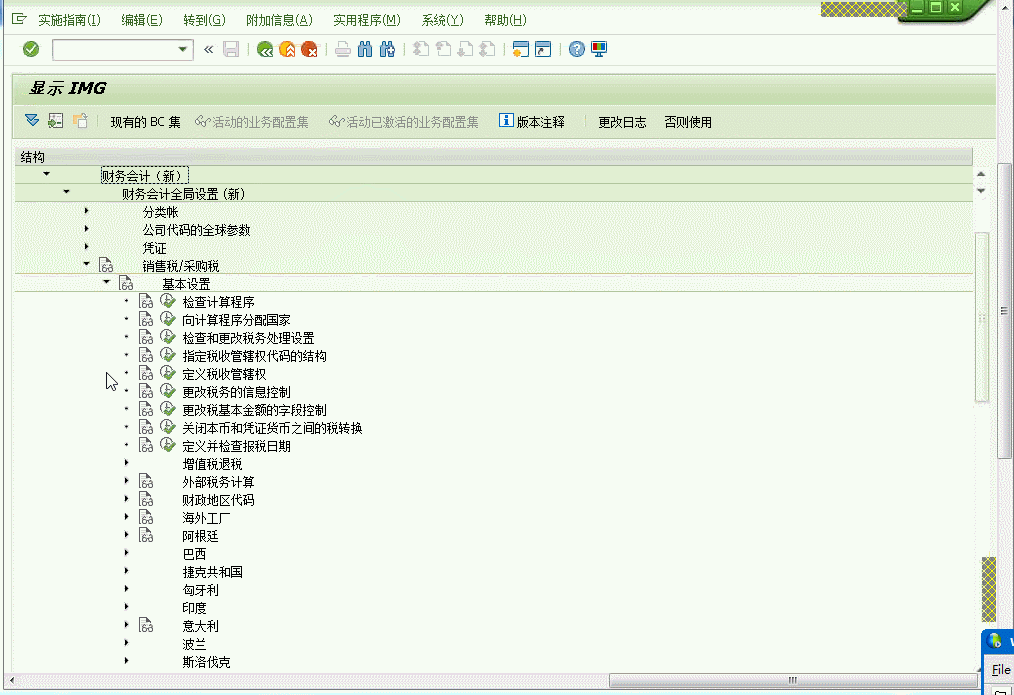 实施指南(I) 编辑(E) 转到(G) 附加信息(A) 实用程序(M) 系统(Y) 帮助(H)
显示 IMG
现有的 BC 集 活动的业务配置集 活动已激活的业务配置集 版本注释 更改日志 否则使用
结构
财务会计（新）
财务会计全局设置 (新)
分类帐
公司代码的全球参数
凭证
销售税/采购税
基本设置
检查计算程序
向计算程序分配国家
检查和更改税务处理设置
指定税收管辖权代码的结构
定义税收管辖权
更改税务的信息控制
更改税基本金额的字段控制
关闭本币和凭证货币之间的税转换
定义并检查报税日期
增值税退税
外部税务计算
财政地区代码
海外工厂
阿根廷
巴西
捷克共和国
匈牙利
印度
意大利
波兰
斯洛伐克
File